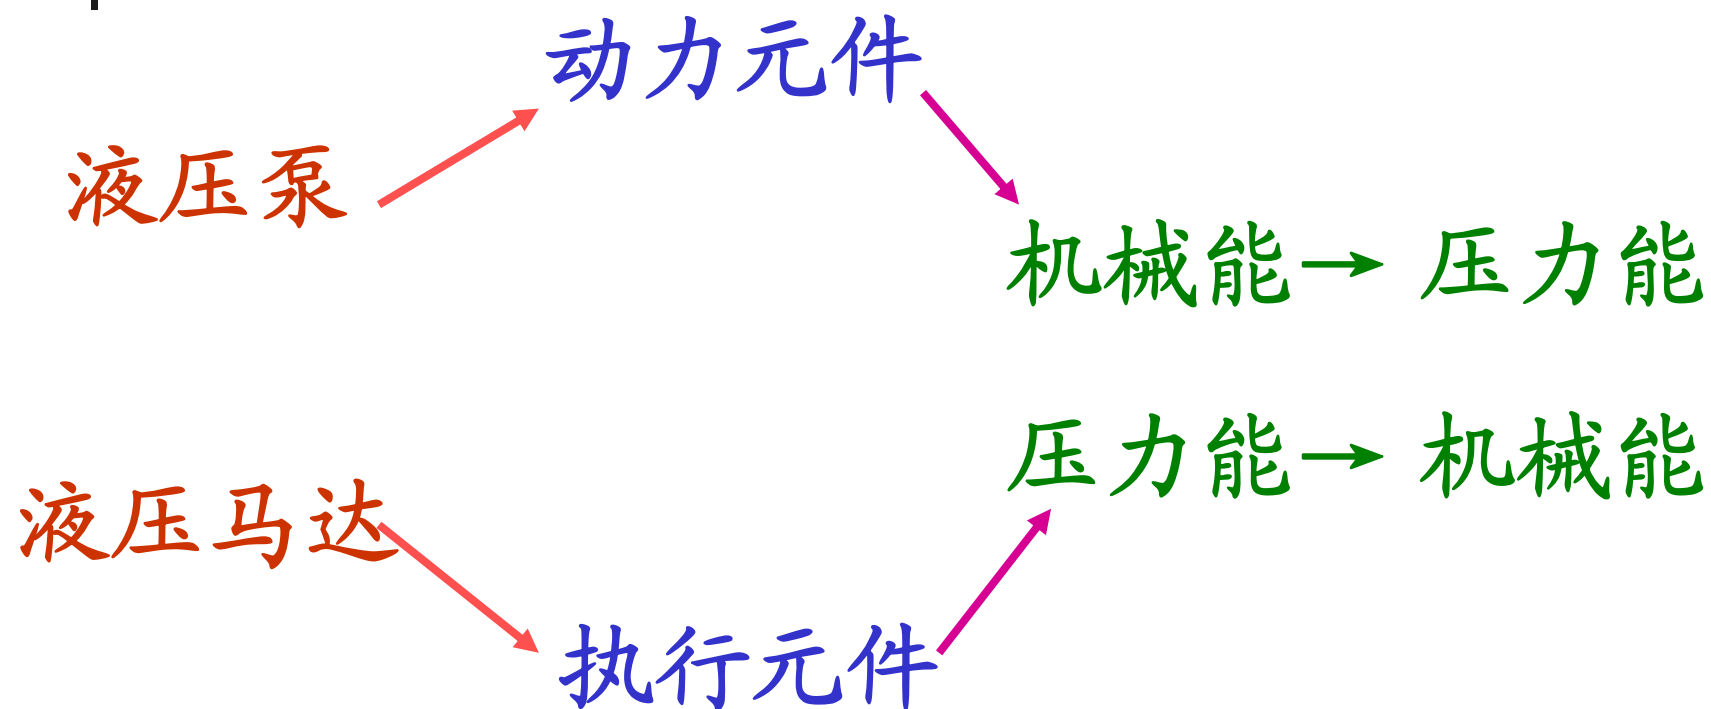 动力元件
液压泵
机械能→压力能
压力能→机械能
液压马达
执行元件